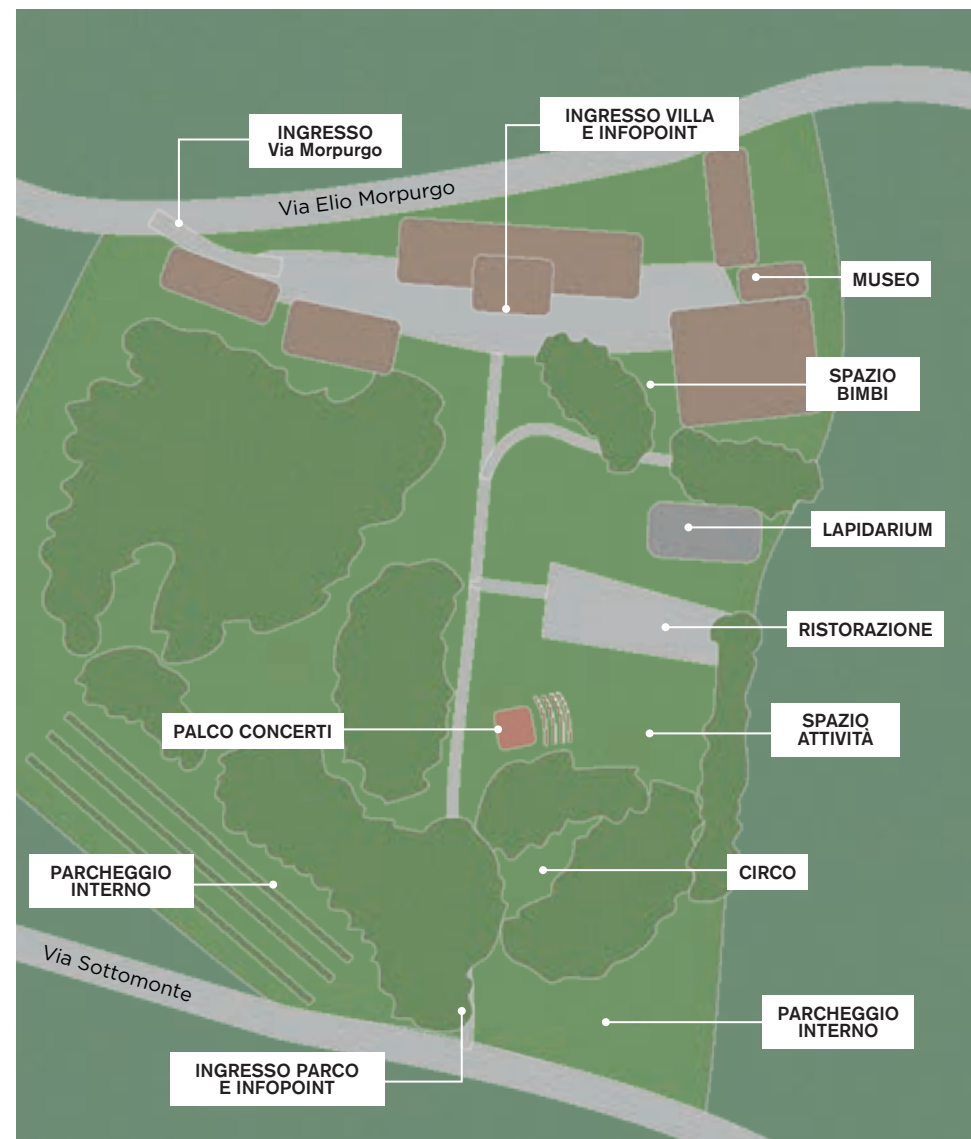 INGRESSO
Via Morpurgo
INGRESSO VILLA
E INFOPOINT
Via Elio Morpurgo
MUSEO
SPAZIO
BIMBI
LAPIDARIUM
RISTORAZIONE
PALCO CONCERTI
SPAZIO
ATTIVITÀ
PARCHEGGIO
INTERNO
CIRCO
Via Sottomonte
PARCHEGGIO
INTERNO
INGRESSO PARCO
E INFOPOINT